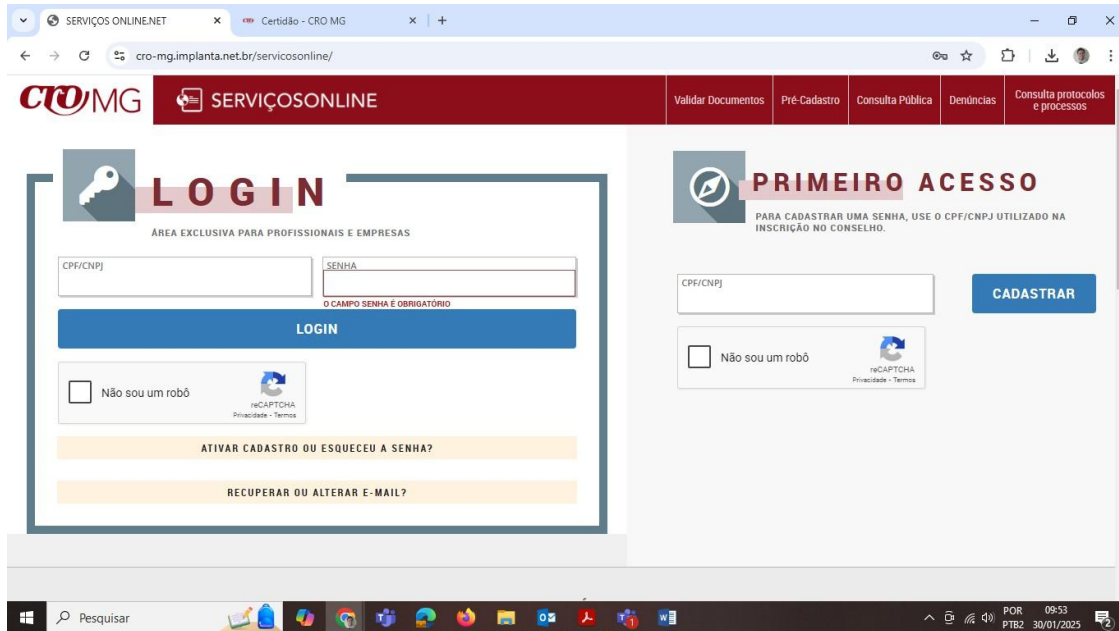 SERVIÇOS ONLINE.NET
Certidão - CRO MG
cro-mg.implanta.net.br/servicosonline/
CROMG
SERVIÇOSONLINE
Validar Documentos
Pré-Cadastro
Consulta Pública
Denúncias
Consulta protocolos
e processos
LOGIN
ÁREA EXCLUSIVA PARA PROFISSIONAIS E EMPRESAS
CPF/CNPJ
SENHA
O CAMPO SENHA É OBRIGATÓRIO
LOGIN
Não sou um robô
reCAPTCHA
Privacidade - Termos
ATIVAR CADASTRO OU ESQUECEU A SENHA?
RECUPERAR OU ALTERAR E-MAIL?
PRIMEIRO ACESSO
PARA CADASTRAR UMA SENHA, USE O CPF/CNPJ UTILIZADO NA
INSCRIÇÃO NO CONSELHO.
CPF/CNPJ
CADASTRAR
Não sou um robô
reCAPTCHA
Privacidade - Termos
Pesquisar
POR
PTB2
09:53
30/01/2025